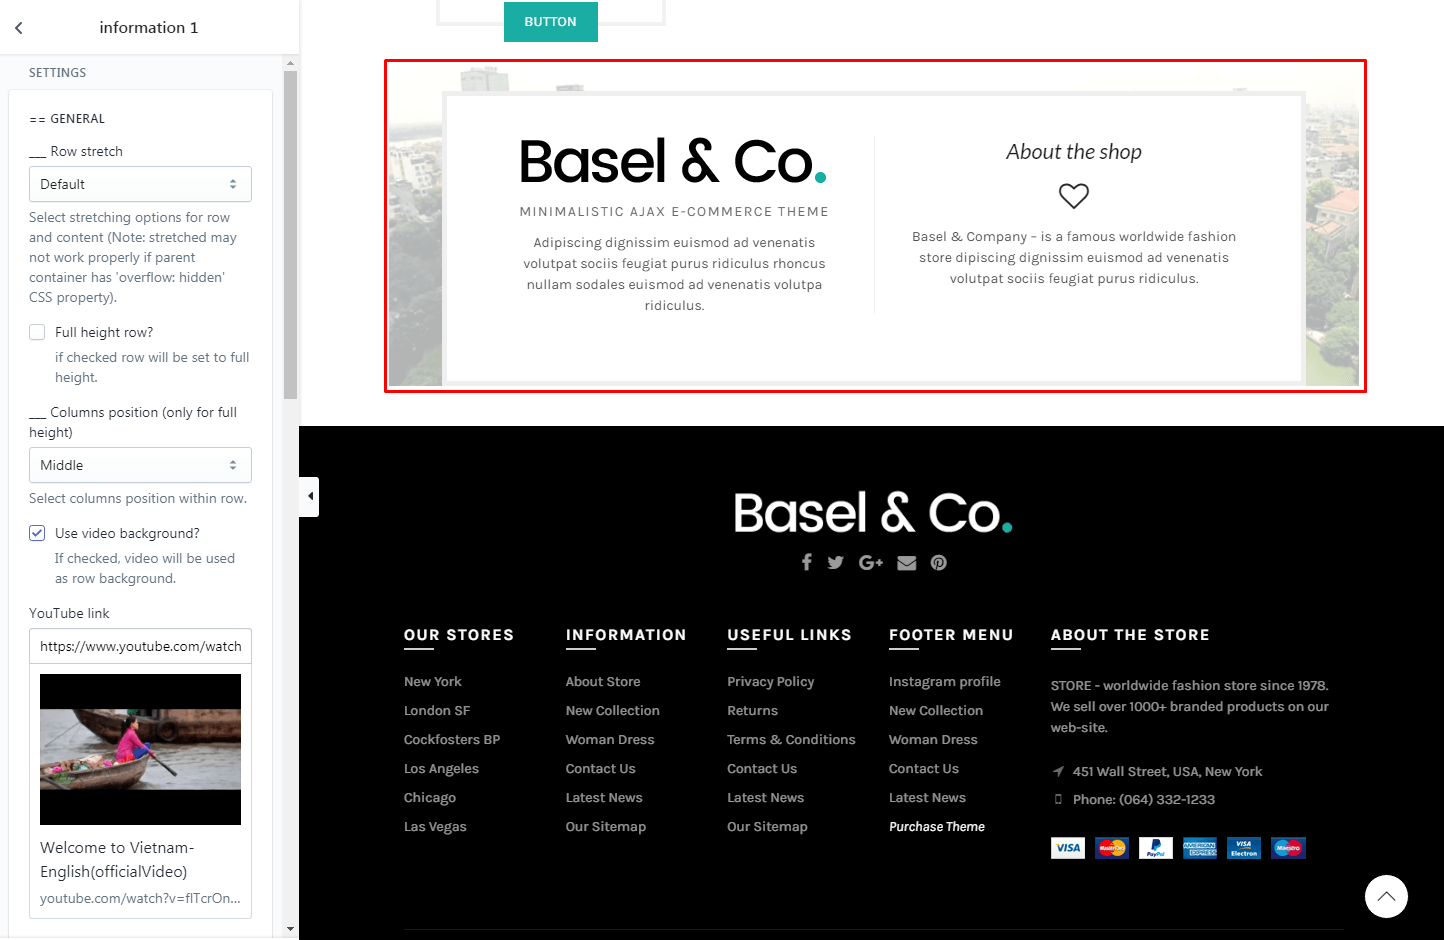 information 1
SETTINGS
== GENERAL
___ Row stretch
Default
Select stretching options for row
and content (Note: stretched may
not work properly if parent
container has 'overflow: hidden'
CSS property).
Full height row?
if checked row will be set to full
height.
___ Columns position (only for full
height)
Middle
Select columns position within row.
Use video background?
If checked, video will be used
as row background.
YouTube link
https://www.youtube.com/watch
Welcome to Vietnam-
English(officialVideo)
youtube.com/watch?v=fITcrOn...
BUTTON
Basel & Co.
MINIMALISTIC AJAX E-COMMERCE THEME
Adipiscing dignissim euismod ad venenatis
volutpat sociis feugiat purus ridiculus rhoncus
nullam sodales euismod ad venenatis volutpa
ridiculus.
About the shop
Basel & Company – is a famous worldwide fashion
store dipiscing dignissim euismod ad venenatis
volutpat sociis feugiat purus ridiculus.
Basel & Co.
OUR STORES
New York
London SF
Cockfosters BP
Los Angeles
Chicago
Las Vegas
INFORMATION
About Store
New Collection
Woman Dress
Contact Us
Latest News
Our Sitemap
USEFUL LINKS
Privacy Policy
Returns
Terms & Conditions
Contact Us
Latest News
Our Sitemap
FOOTER MENU
Instagram profile
New Collection
Woman Dress
Contact Us
Latest News
Purchase Theme
ABOUT THE STORE
STORE - worldwide fashion store since 1978.
We sell over 1000+ branded products on our
web-site.
451 Wall Street, USA, New York
Phone: (064) 332-1233
VISA
MasterCard
PayPal
AMERICAN EXPRESS
VISA Electron
Maestro